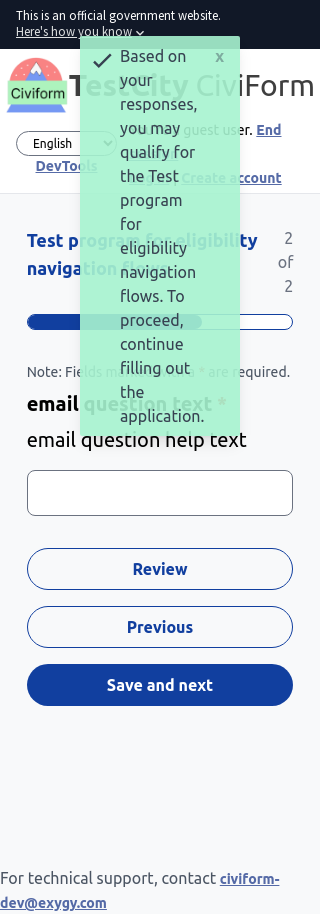 This is an official government website.
Here's how you know
Civiform
TestCity CiviForm
English
guest user. End
DevTools
Create account
Based on
your
responses,
you may
qualify for
the Test
program
for
eligibility
navigation
flows. To
proceed,
continue
filling out
the
application.
x
Test program for eligibility
navigation flows
2
of
2
Note: Fields marked with a * are required.
email question text *
email question help text
Review
Previous
Save and next
For technical support, contact civiform-
dev@exygy.com